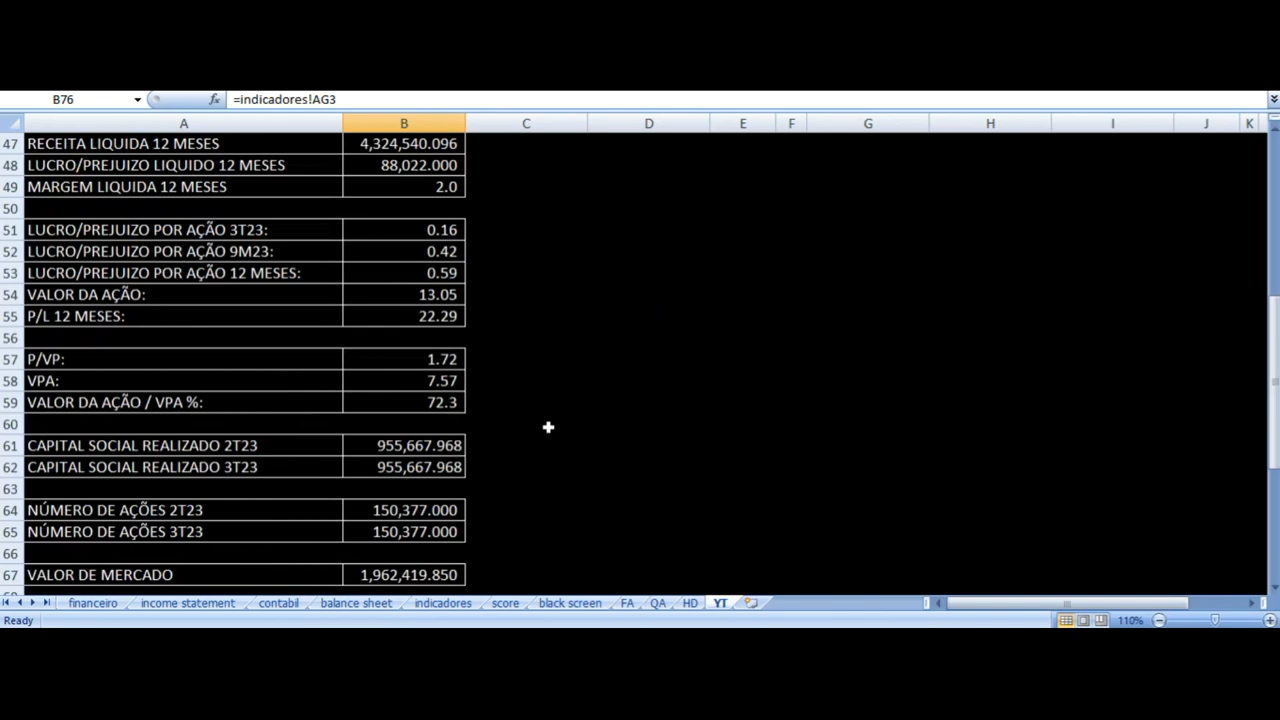 B76 fx =indicadores!AG3
A B C D E F G H I J K
47 RECEITA LIQUIDA 12 MESES 4,324,540.096
48 LUCRO/PREJUIZO LIQUIDO 12 MESES 88,022.000
49 MARGEM LIQUIDA 12 MESES 2.0
50
51 LUCRO/PREJUIZO POR AÇÃO 3T23: 0.16
52 LUCRO/PREJUIZO POR AÇÃO 9M23: 0.42
53 LUCRO/PREJUIZO POR AÇÃO 12 MESES: 0.59
54 VALOR DA AÇÃO: 13.05
55 P/L 12 MESES: 22.29
56
57 P/VP: 1.72
58 VPA: 7.57
59 VALOR DA AÇÃO / VPA %: 72.3
60
61 CAPITAL SOCIAL REALIZADO 2T23 955,667.968
62 CAPITAL SOCIAL REALIZADO 3T23 955,667.968
63
64 NÚMERO DE AÇÕES 2T23 150,377.000
65 NÚMERO DE AÇÕES 3T23 150,377.000
66
67 VALOR DE MERCADO 1,962,419.850
financeiro income statement contabil balance sheet indicadores score black screen FA QA HD YT
Ready 110%